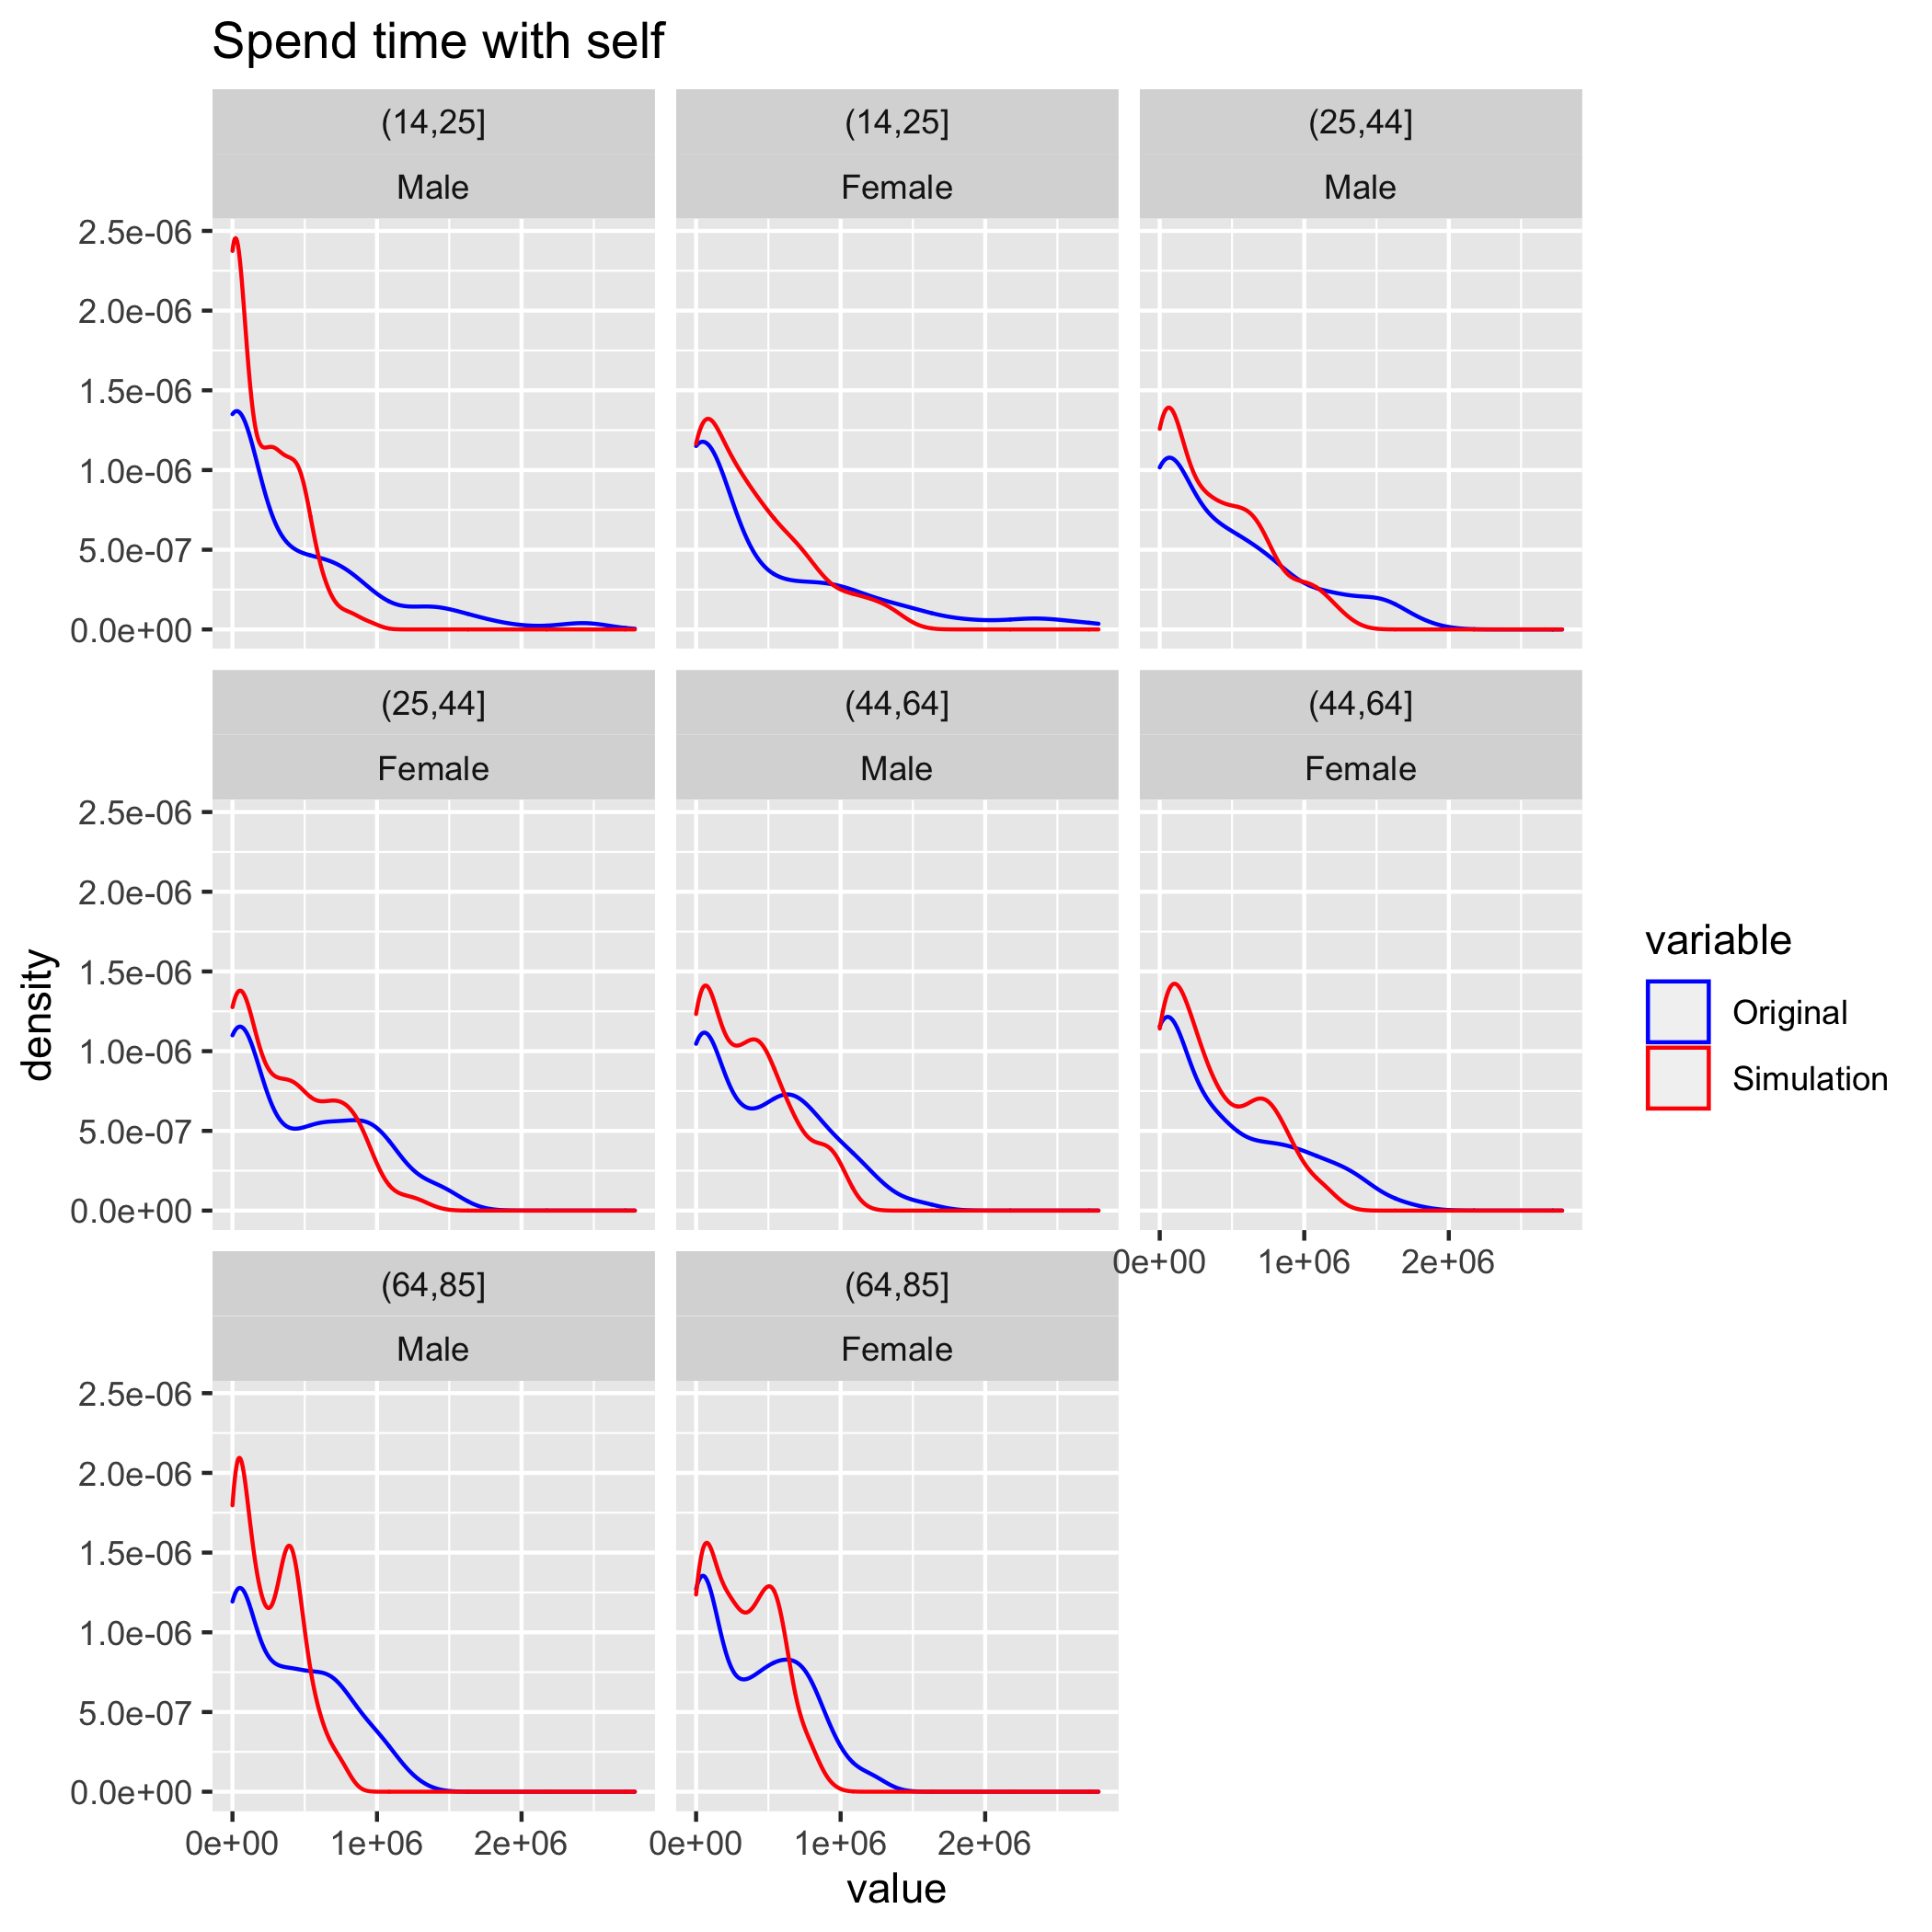 Spend time with self
(14,25]
(14,25]
(25,44]
Male
Female
Male
2.5e-06
2.0e-06
1.5e-06
1.0e-06
5.0e-07
0.0e+00
(25,44]
(44,64]
(44,64]
Female
Male
Female
2.5e-06
2.0e-06
1.5e-06
1.0e-06
5.0e-07
0.0e+00
0e+00 1e+06 2e+06
(64,85]
(64,85]
Male
Female
2.5e-06
2.0e-06
1.5e-06
1.0e-06
5.0e-07
0.0e+00
0e+00 1e+06 2e+06
0e+00 1e+06 2e+06
value
density
variable
Original
Simulation